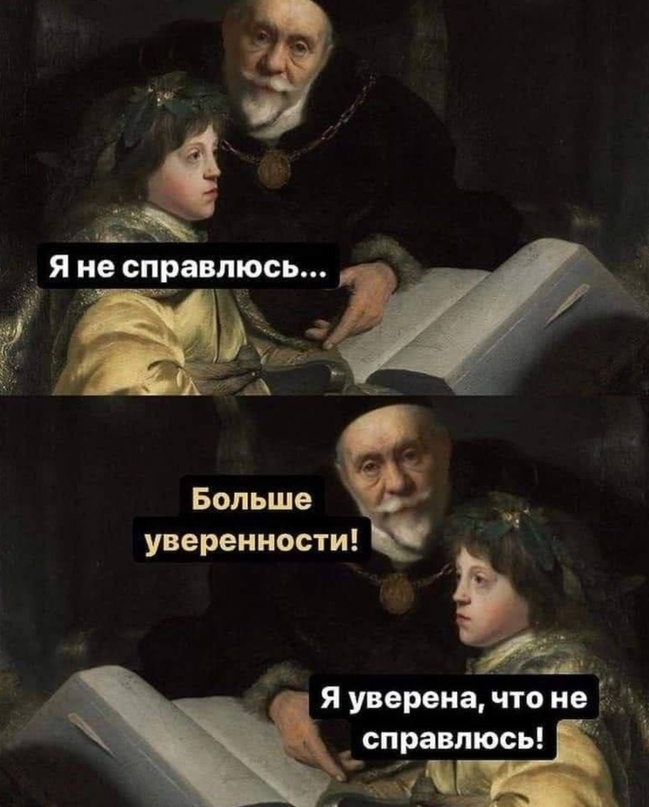 Я не справлюсь...
Больше
уверенности!
Я уверена, что не
справлюсь!